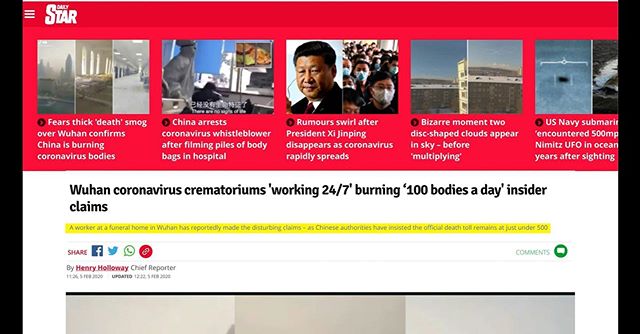 DAILY
STAR
已经没有生命特征了
There are no signs of life
Fears thick 'death' smog
over Wuhan confirms
China is burning
coronavirus bodies
China arrests
coronavirus whistleblower
after filming piles of body
bags in hospital
Rumours swirl after
President Xi Jinping
disappears as coronavirus
rapidly spreads
Bizarre moment two
disc-shaped clouds appear
in sky – before
'multiplying'
US Navy submarin
'encountered 500mp
Nimitz UFO in ocean
years after sighting
Wuhan coronavirus crematoriums 'working 24/7' burning ‘100 bodies a day’ insider
claims
A worker at a funeral home in Wuhan has reportedly made the disturbing claims – as Chinese authorities have insisted the official death toll remains at just under 500
SHARE
COMMENTS
By Henry Holloway Chief Reporter
11:26, 5 FEB 2020 UPDATED 12:22, 5 FEB 2020